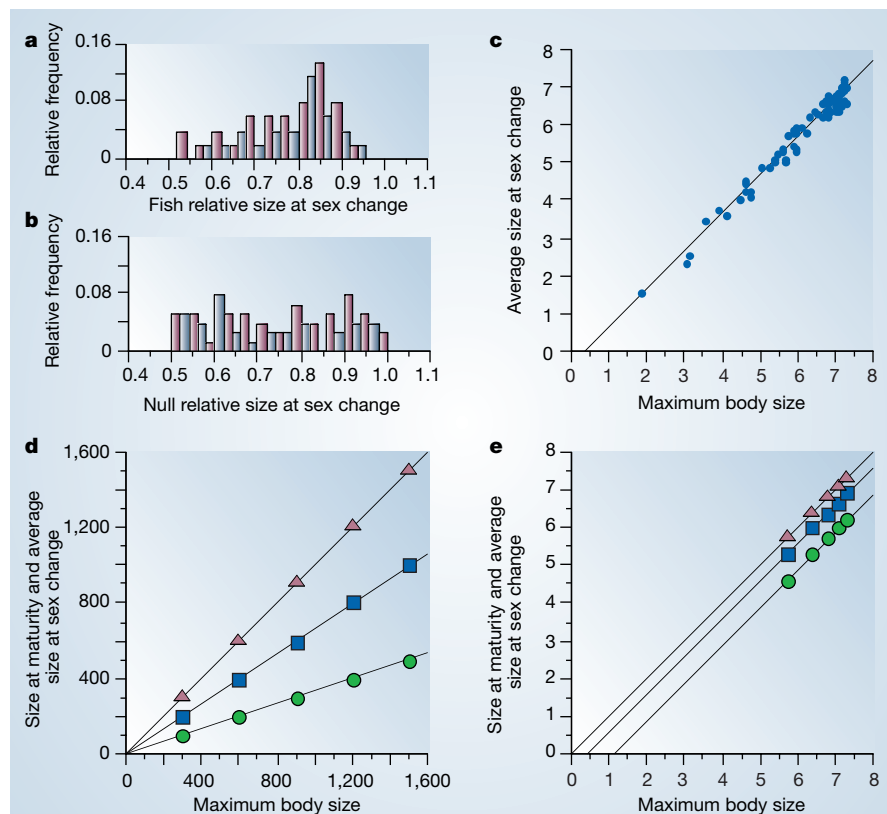 a
Relative frequency
0.16
0.08
0
0.4 0.5 0.6 0.7 0.8 0.9 1.0 1.1
Fish relative size at sex change
b
Relative frequency
0.16
0.08
0
0.4 0.5 0.6 0.7 0.8 0.9 1.0 1.1
Null relative size at sex change
c
Average size at sex change
8
7
6
5
4
3
2
1
0
0 1 2 3 4 5 6 7 8
Maximum body size
d
Size at maturity and average
size at sex change
1,600
1,200
800
400
0
0 400 800 1,200 1,600
Maximum body size
e
Size at maturity and average
size at sex change
8
7
6
5
4
3
2
1
0
0 1 2 3 4 5 6 7 8
Maximum body size